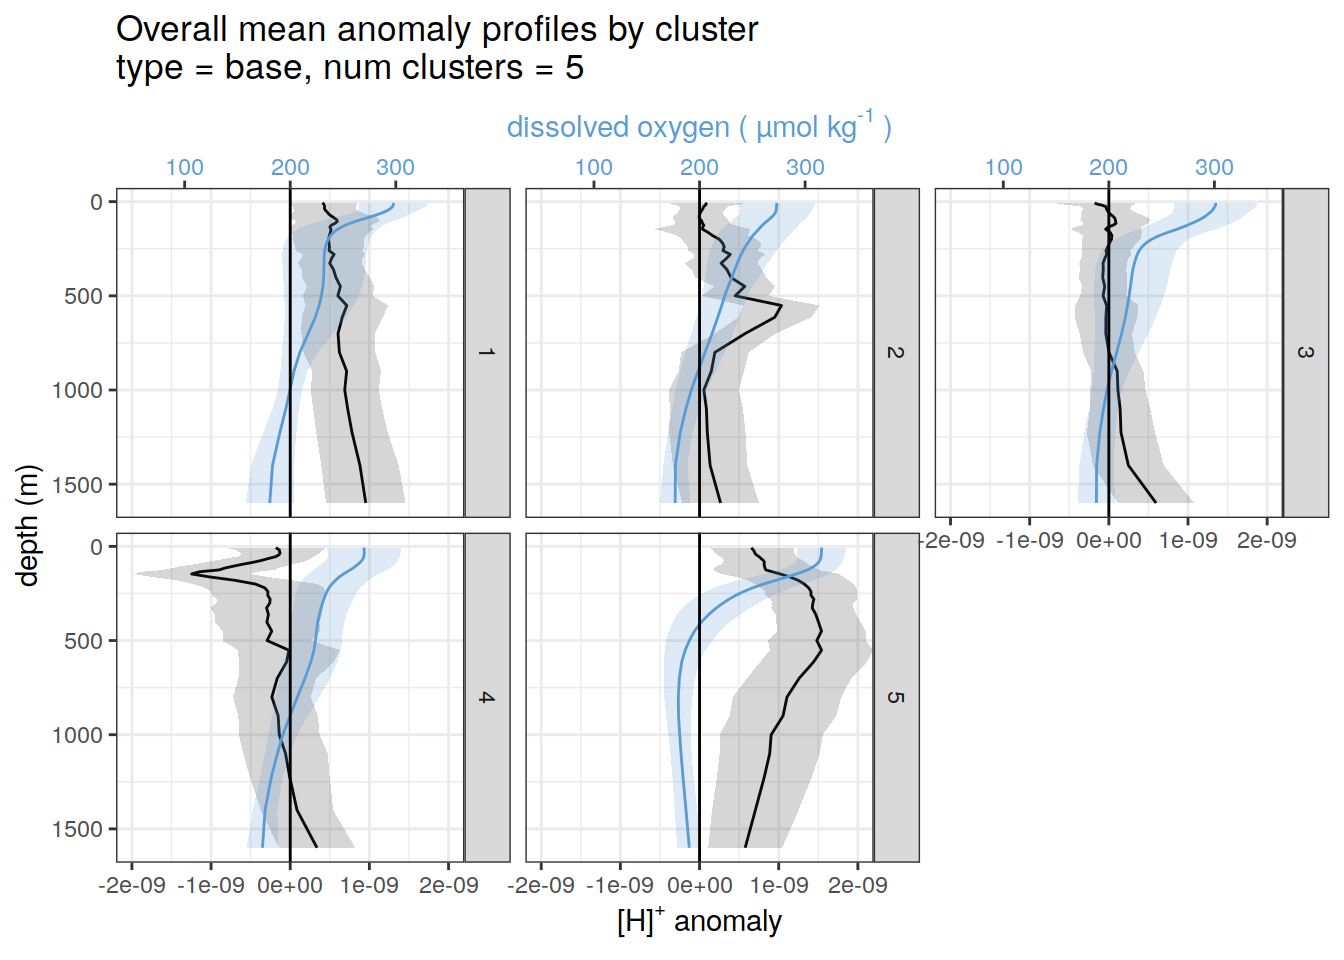 Overall mean anomaly profiles by cluster
type = base, num clusters = 5
dissolved oxygen ( µmol kg⁻¹ )
100 200 300 100 200 300 100 200 300
0
500
1000
1500
1
2
3
-2e-09 -1e-09 0e+00 1e-09 2e-09
depth (m)
0
500
1000
1500
4
5
-2e-09 -1e-09 0e+00 1e-09 2e-09 -2e-09 -1e-09 0e+00 1e-09 2e-09
[H]⁺ anomaly